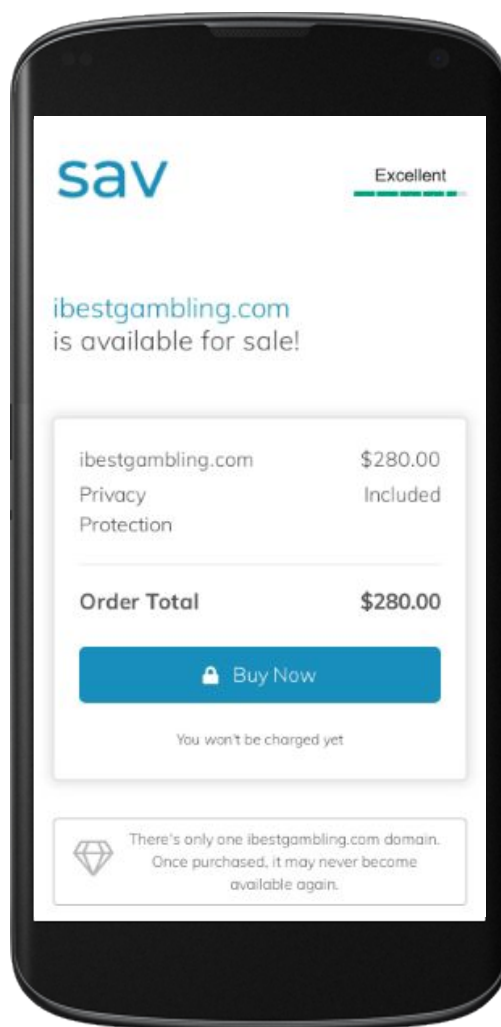 sav
Excellent
ibestgambling.com
is available for sale!
ibestgambling.com $280.00
Privacy Included
Protection
Order Total $280.00
Buy Now
You won't be charged yet
There's only one ibestgambling.com domain.
Once purchased, it may never become
available again.